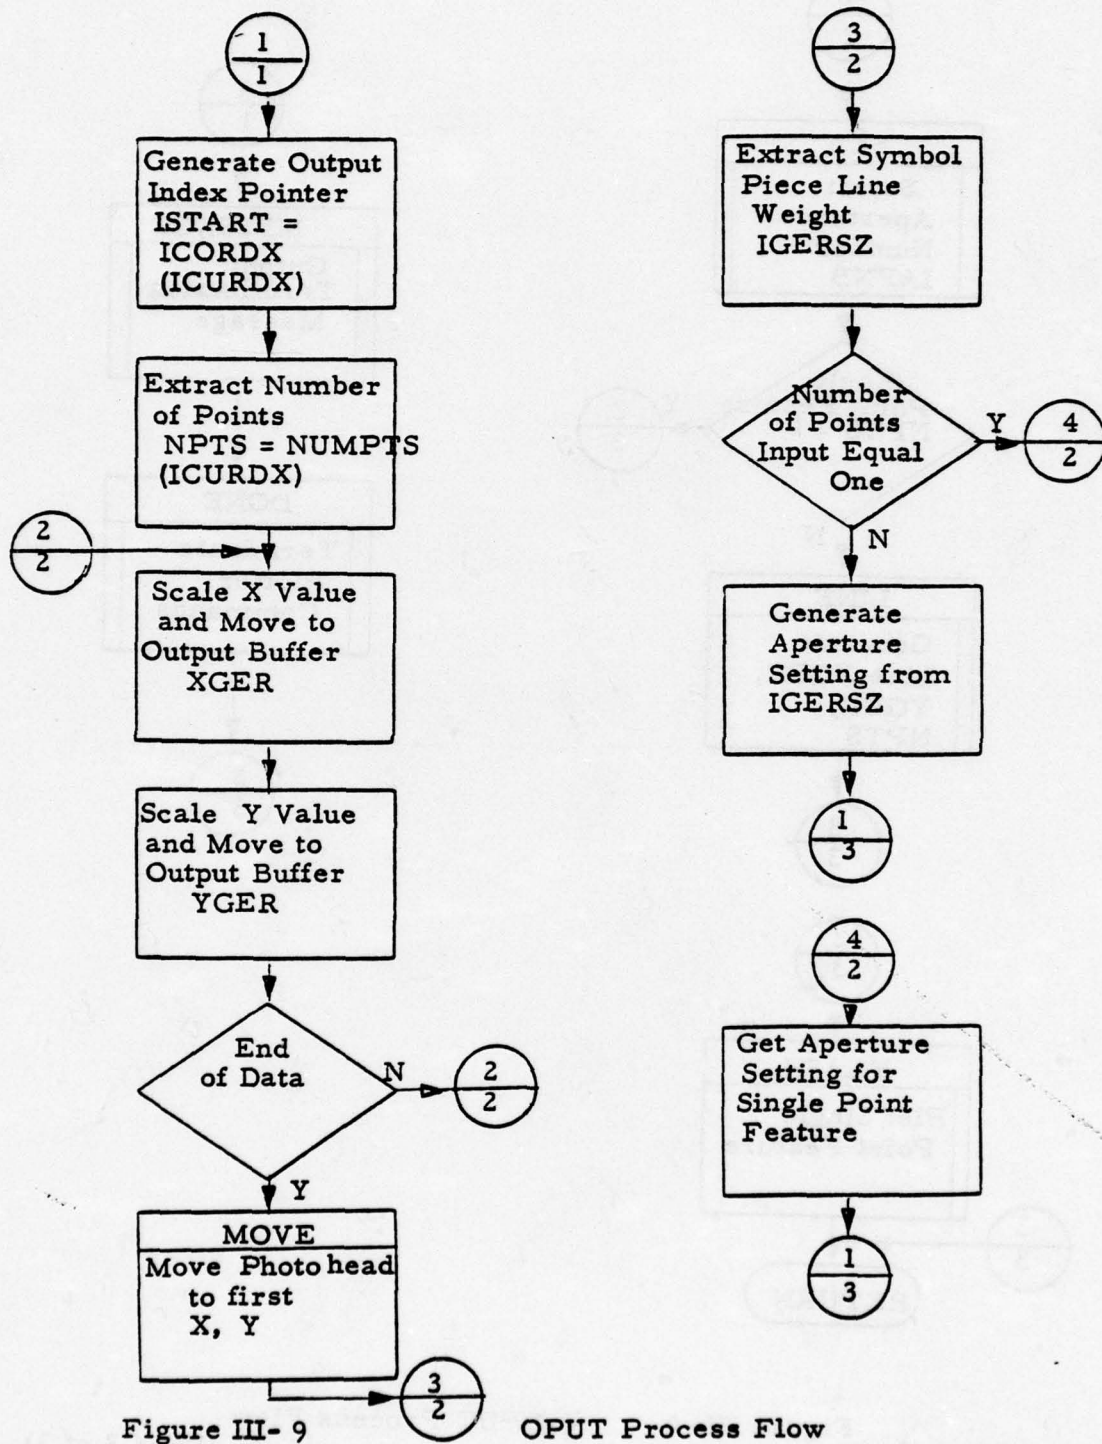 1
1
Generate Output
Index Pointer
ISTART =
ICORDX
(ICURDX)
Extract Number
of Points
NPTS = NUMPTS
(ICURDX)
2
2
Scale X Value
and Move to
Output Buffer
XGER
Scale Y Value
and Move to
Output Buffer
YGER
End
of Data
N
2
2
Y
MOVE
Move Photo head
to first
X, Y
3
2
3
2
Extract Symbol
Piece Line
Weight
IGERSZ
Number
of Points
Input Equal
One
Y
4
2
N
Generate
Aperture
Setting from
IGERSZ
1
3
4
2
Get Aperture
Setting for
Single Point
Feature
1
3
Figure III- 9 OPUT Process Flow